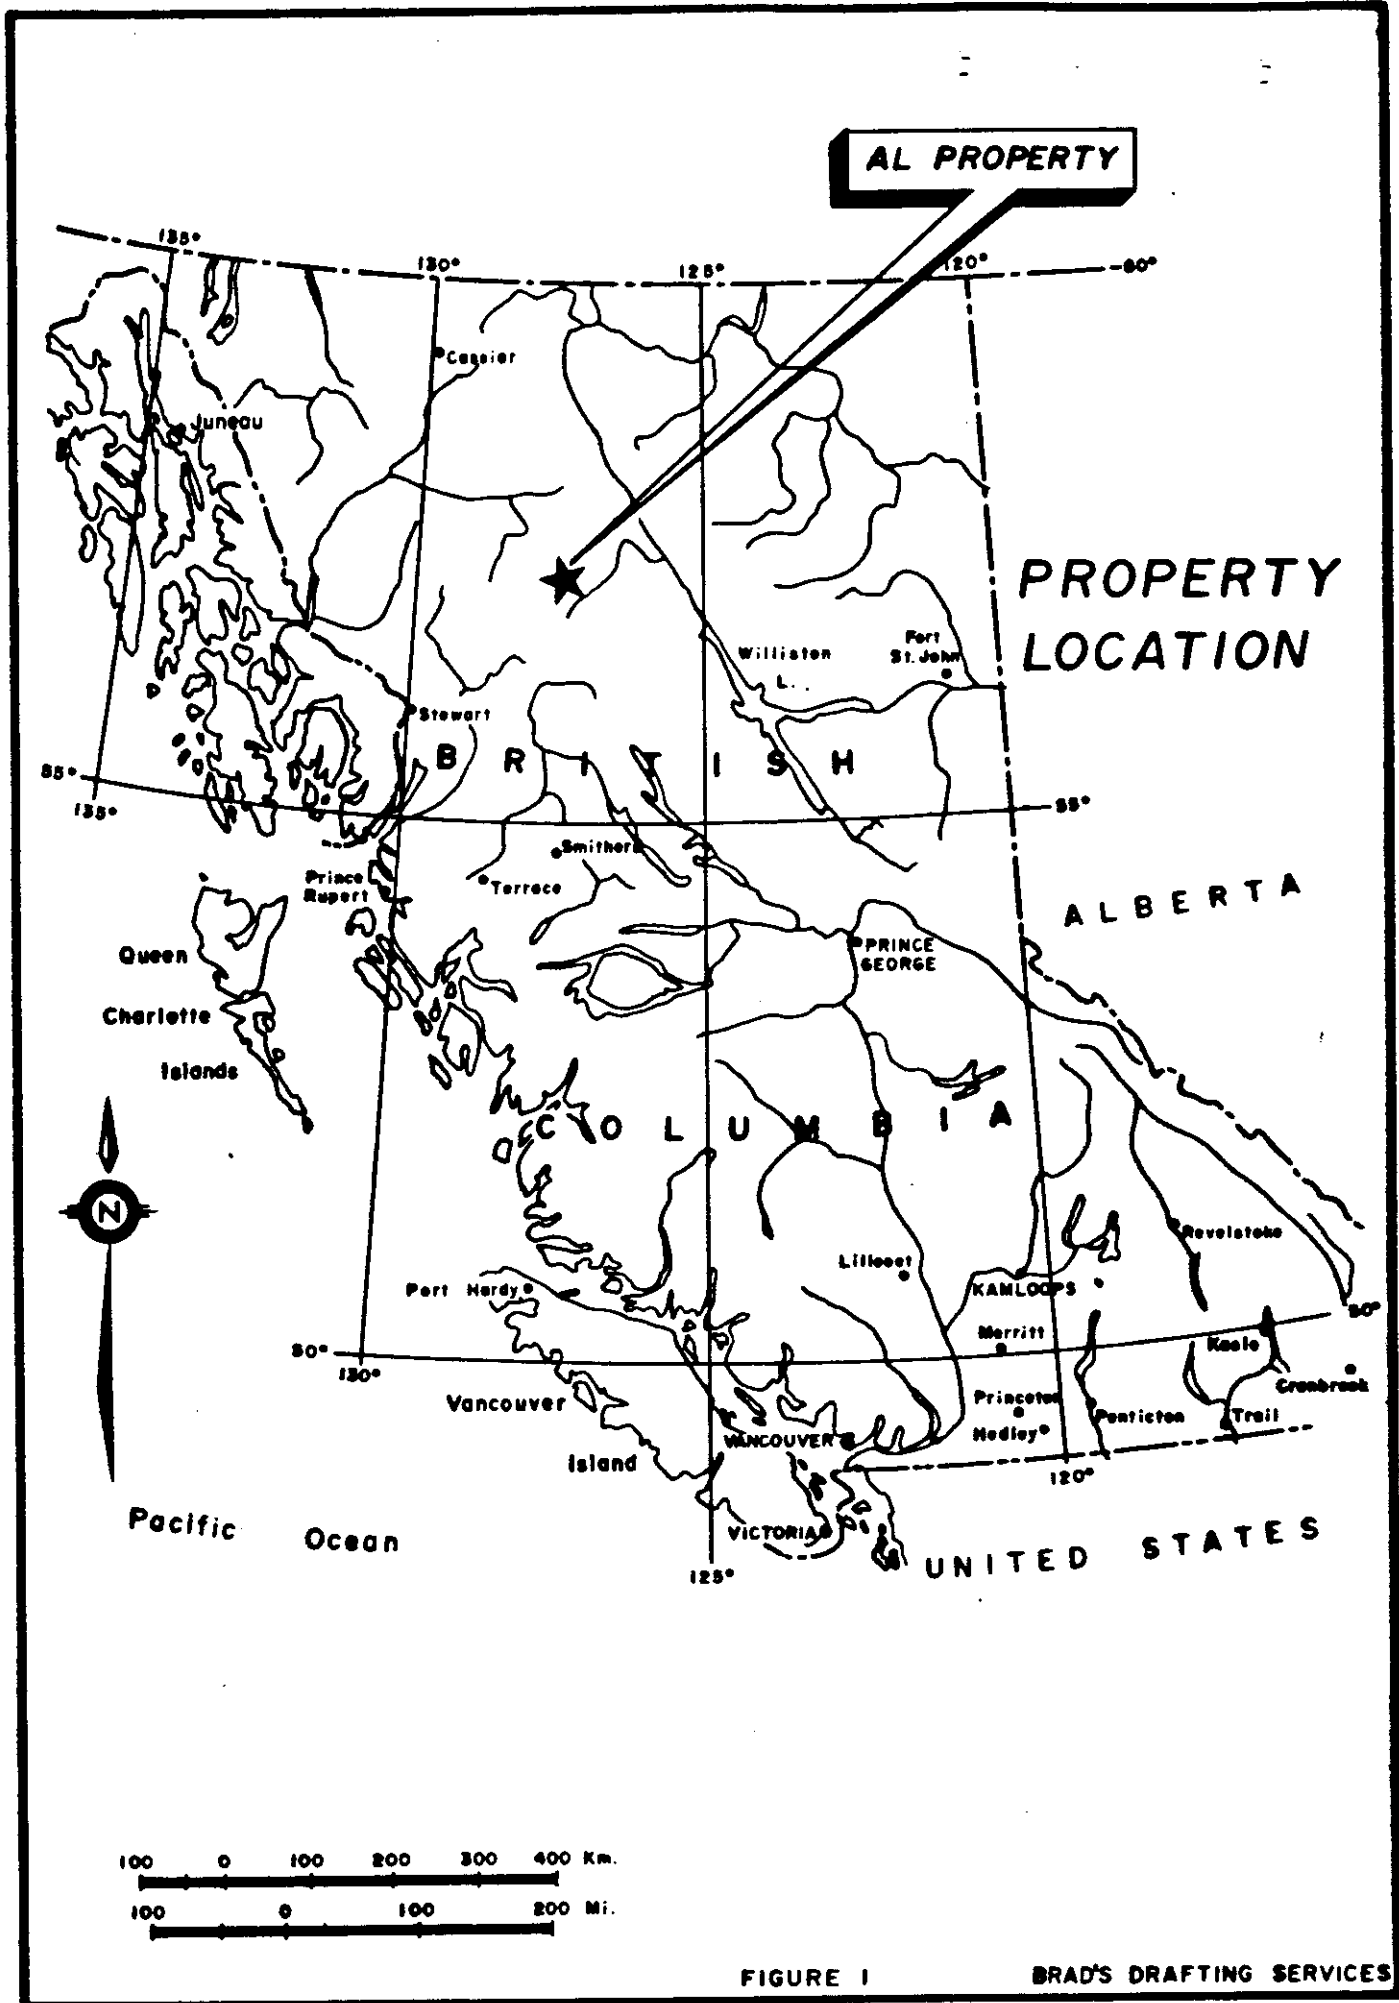 AL PROPERTY
135°
130°
125°
120°
60°
Cassiar
Juneau
PROPERTY
LOCATION
Williston
L.
Fort
St. John
Stewart
BRITISH
55°
135°
55°
Smithers
Terrace
Prince
Rupert
ALBERTA
Queen
Charlotte
Islands
PRINCE
GEORGE
COLUMBIA
N
Revelstoke
Lillooet
KAMLOOPS
Port Hardy
Merritt
50°
50°
130°
Kaslo
Cranbrook
Vancouver
Island
Princeton
Hedley
Penticton
Trail
VANCOUVER
120°
VICTORIA
Pacific Ocean
125°
UNITED STATES
100 0 100 200 300 400 Km.
100 0 100 200 Mi.
FIGURE 1
BRAD'S DRAFTING SERVICES